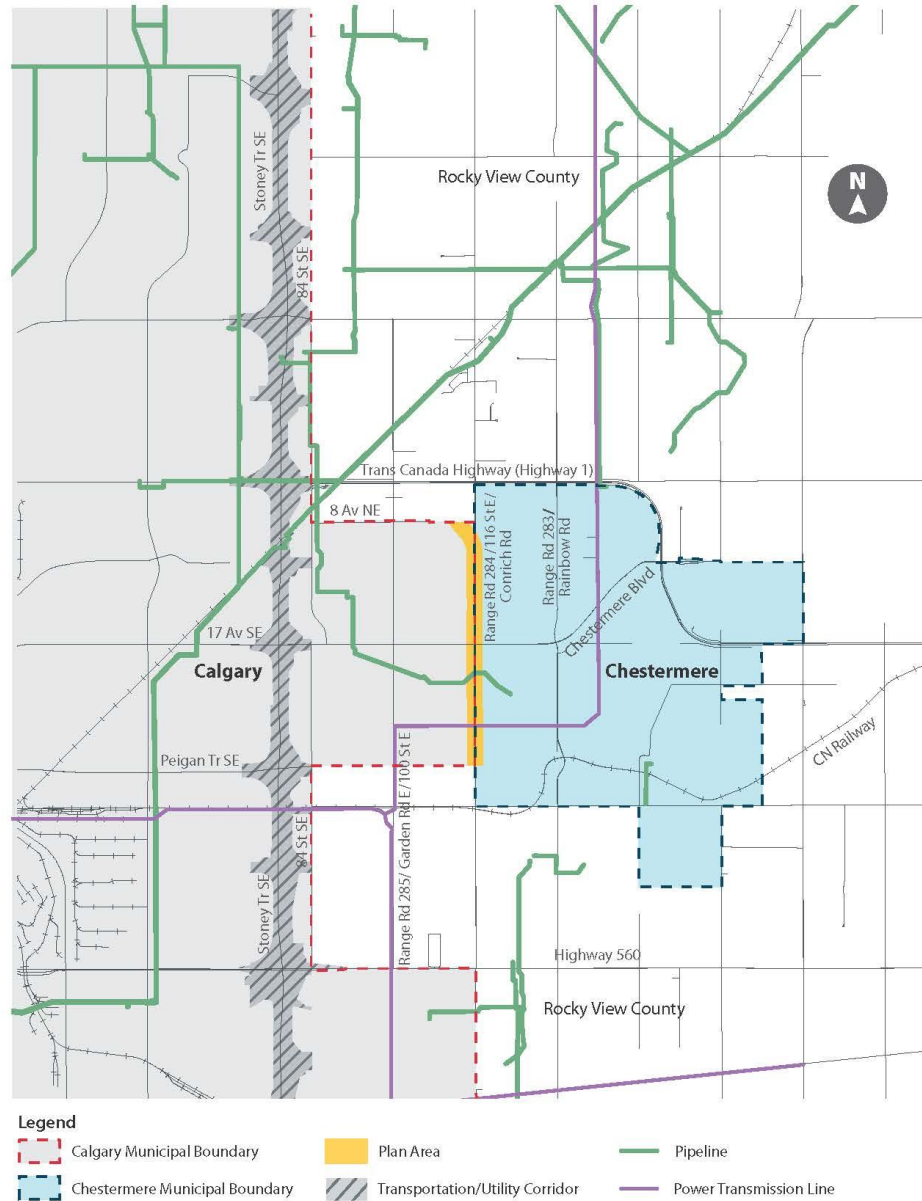 Rocky View County
N
Stoney Tr SE
84 St SE
Trans Canada Highway (Highway 1)
8 Av NE
Range Rd 284 /116 St E/
Conrich Rd
Range Rd 283/
Rainbow Rd
Chestermere Blvd
17 Av SE
Calgary
Chestermere
CN Railway
Peigan Tr SE
84 St SE
Range Rd 285/ Garden Rd E/100 St E
Stoney Tr SE
Highway 560
Rocky View County
Legend
Calgary Municipal Boundary
Plan Area
Pipeline
Chestermere Municipal Boundary
Transportation/Utility Corridor
Power Transmission Line